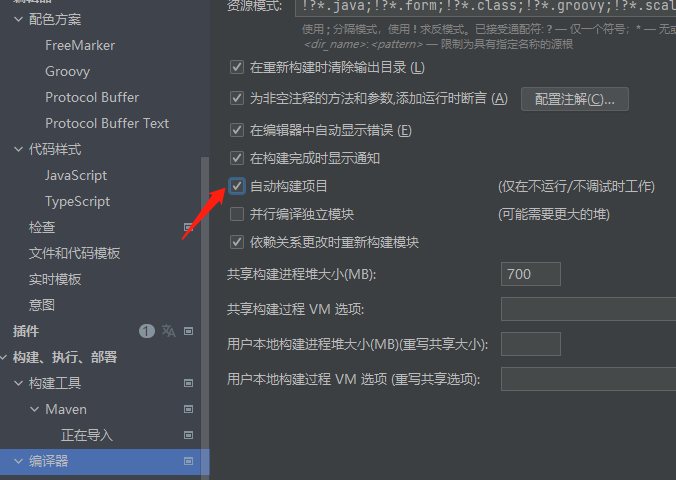 配色方案
FreeMarker
Groovy
Protocol Buffer
Protocol Buffer Text
代码样式
JavaScript
TypeScript
检查
文件和代码模板
实时模板
意图
插件 1
构建、执行、部署
构建工具
Maven
正在导入
编译器
资源模式: !?*.java;!?*.form;!?*.class;!?*.groovy;!?*.scal
使用 ; 分隔模式, 使用 ! 求反模式。已接受通配符: ? — 仅一个符号; * — 无或
<dir_name>:<pattern> — 限制为具有指定名称的源根
在重新构建时清除输出目录 (L)
为非空注释的方法和参数,添加运行时断言 (A) 配置注解(C)...
在编辑器中自动显示错误 (E)
在构建完成时显示通知
自动构建项目 (仅在不运行/不调试时工作)
并行编译独立模块 (可能需要更大的堆)
依赖关系更改时重新构建模块
共享构建进程堆大小(MB): 700
共享构建过程 VM 选项:
用户本地构建进程堆大小(MB)(重写共享大小):
用户本地构建过程 VM 选项 (重写共享选项):